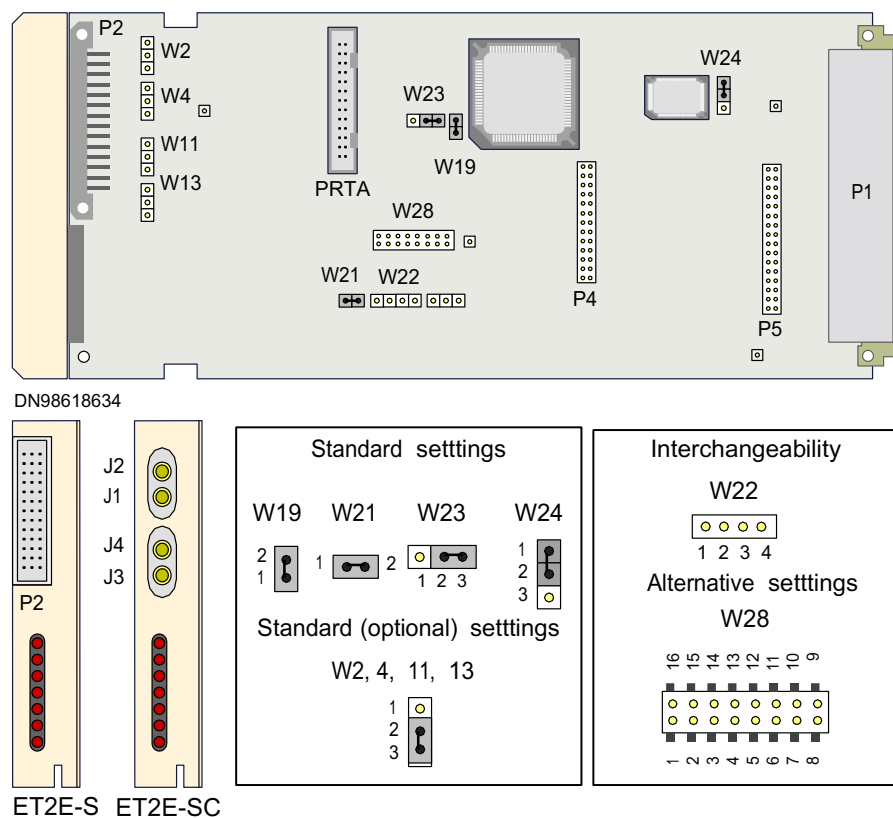 P2
W2
W4
W11
W13
PRTA
W23
W19
W24
W28
W21 W22
P4
P5
P1
DN98618634
P2
ET2E-S
J2
J1
J4
J3
ET2E-SC
Standard setttings
W19 W21 W23 W24
2
1
1 2
1 2 3
1
2
3
Standard (optional) setttings
W2, 4, 11, 13
1
2
3
Interchangeability
W22
1 2 3 4
Alternative setttings
W28
16 15 14 13 12 11 10 9
1 2 3 4 5 6 7 8